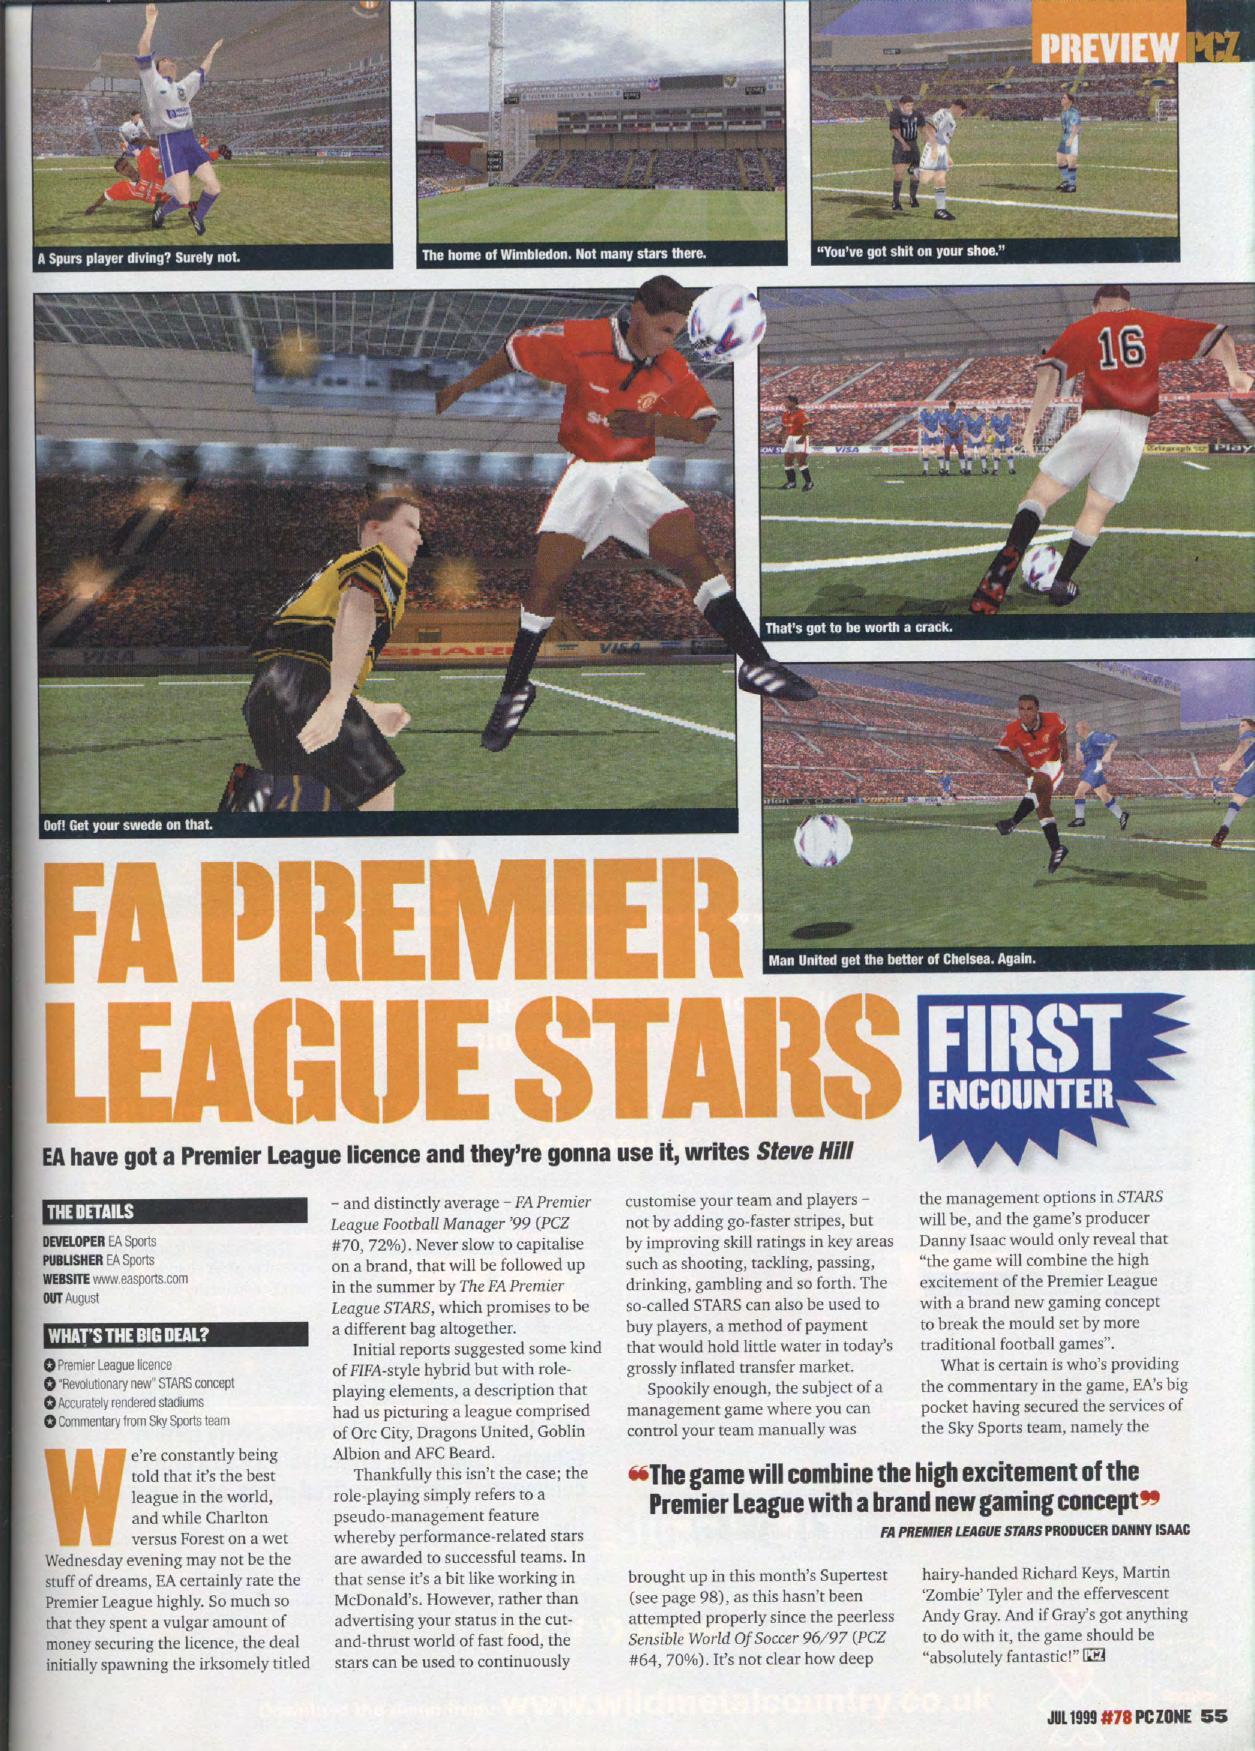 PREVIEW PCZ
A Spurs player diving? Surely not.
The home of Wimbledon. Not many stars there.
“You’ve got shit on your shoe.”
16
VISA
SHARP
VISA
VISA
Play
That’s got to be worth a crack.
Oof! Get your swede on that.
Man United get the better of Chelsea. Again.
FA PREMIER
LEAGUE STARS
FIRST
ENCOUNTER
EA have got a Premier League licence and they’re gonna use it, writes Steve Hill
THE DETAILS
DEVELOPER EA Sports
PUBLISHER EA Sports
WEBSITE www.easports.com
OUT August
WHAT’S THE BIG DEAL?
Premier League licence
“Revolutionary new” STARS concept
Accurately rendered stadiums
Commentary from Sky Sports team
We’re constantly being
told that it’s the best
league in the world,
and while Charlton
versus Forest on a wet
Wednesday evening may not be the
stuff of dreams, EA certainly rate the
Premier League highly. So much so
that they spent a vulgar amount of
money securing the licence, the deal
initially spawning the irksomely titled
– and distinctly average – FA Premier
League Football Manager ’99 (PCZ
#70, 72%). Never slow to capitalise
on a brand, that will be followed up
in the summer by The FA Premier
League STARS, which promises to be
a different bag altogether.
Initial reports suggested some kind
of FIFA-style hybrid but with role-
playing elements, a description that
had us picturing a league comprised
of Orc City, Dragons United, Goblin
Albion and AFC Beard.
Thankfully this isn’t the case; the
role-playing simply refers to a
pseudo-management feature
whereby performance-related stars
are awarded to successful teams. In
that sense it’s a bit like working in
McDonald’s. However, rather than
advertising your status in the cut-
and-thrust world of fast food, the
stars can be used to continuously
customise your team and players –
not by adding go-faster stripes, but
by improving skill ratings in key areas
such as shooting, tackling, passing,
drinking, gambling and so forth. The
so-called STARS can also be used to
buy players, a method of payment
that would hold little water in today’s
grossly inflated transfer market.
Spookily enough, the subject of a
management game where you can
control your team manually was
brought up in this month’s Supertest
(see page 98), as this hasn’t been
attempted properly since the peerless
Sensible World Of Soccer 96/97 (PCZ
#64, 70%). It’s not clear how deep
the management options in STARS
will be, and the game’s producer
Danny Isaac would only reveal that
“the game will combine the high
excitement of the Premier League
with a brand new gaming concept
to break the mould set by more
traditional football games”.
What is certain is who’s providing
the commentary in the game, EA’s big
pocket having secured the services of
the Sky Sports team, namely the
hairy-handed Richard Keys, Martin
‘Zombie’ Tyler and the effervescent
Andy Gray. And if Gray’s got anything
to do with it, the game should be
“absolutely fantastic!” PCZ
“The game will combine the high excitement of the
Premier League with a brand new gaming concept”
FA PREMIER LEAGUE STARS PRODUCER DANNY ISAAC
JUL 1999 #78 PC ZONE 55